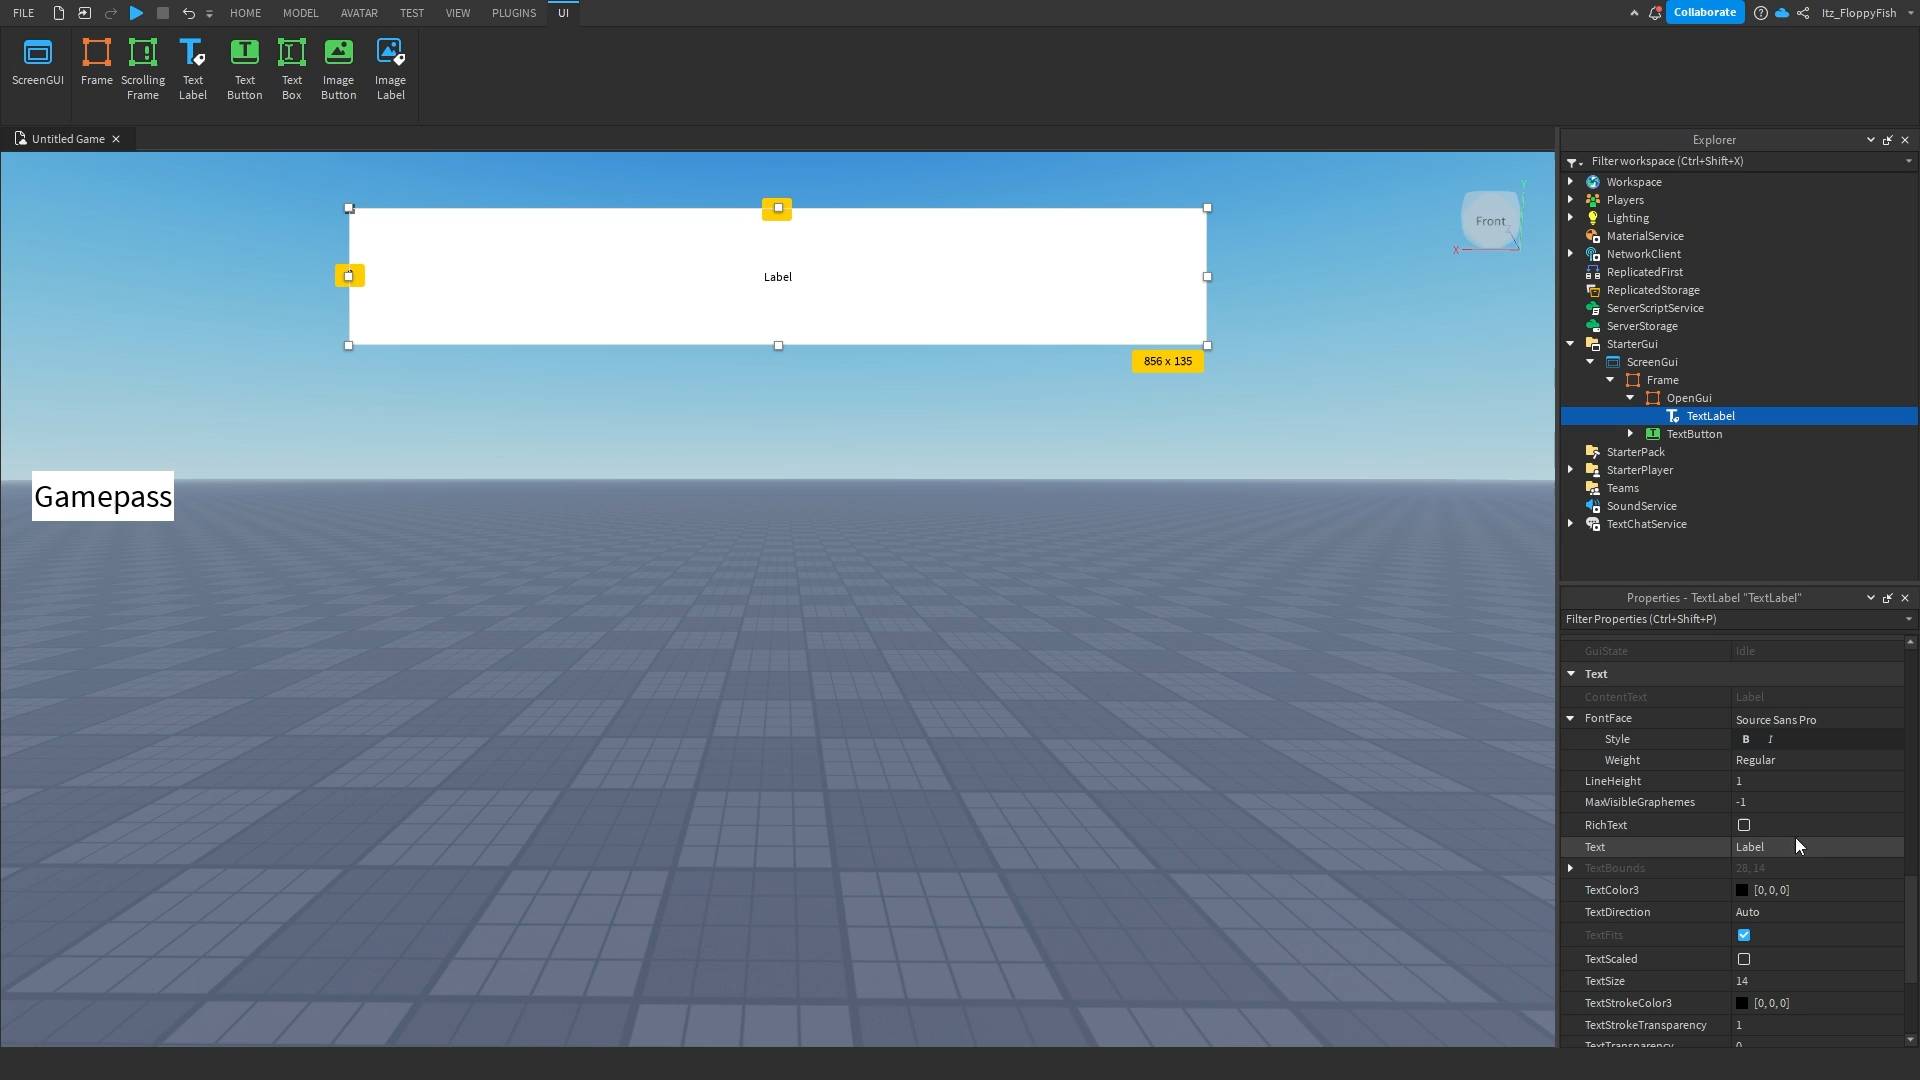 FILE HOME MODEL AVATAR TEST VIEW PLUGINS UI Collaborate Itz_FloppyFish
ScreenGUI
Frame
Scrolling
Frame
Text
Label
Text
Button
Text
Box
Image
Button
Image
Label
Untitled Game
Label
856 x 135
Gamepass
Front
X
Y
Explorer
Filter workspace (Ctrl+Shift+X)
Workspace
Players
Lighting
MaterialService
NetworkClient
ReplicatedFirst
ReplicatedStorage
ServerScriptService
ServerStorage
StarterGui
ScreenGui
Frame
OpenGui
TextLabel
TextButton
StarterPack
StarterPlayer
Teams
SoundService
TextChatService
Properties - TextLabel "TextLabel"
Filter Properties (Ctrl+Shift+P)
GuiState Idle
Text
ContentText Label
FontFace Source Sans Pro
Style B I
Weight Regular
LineHeight 1
MaxVisibleGraphemes -1
RichText
Text Label
TextBounds 28, 14
TextColor3 [0, 0, 0]
TextDirection Auto
TextFits
TextScaled
TextSize 14
TextStrokeColor3 [0, 0, 0]
TextStrokeTransparency 1
TextTransparency 0